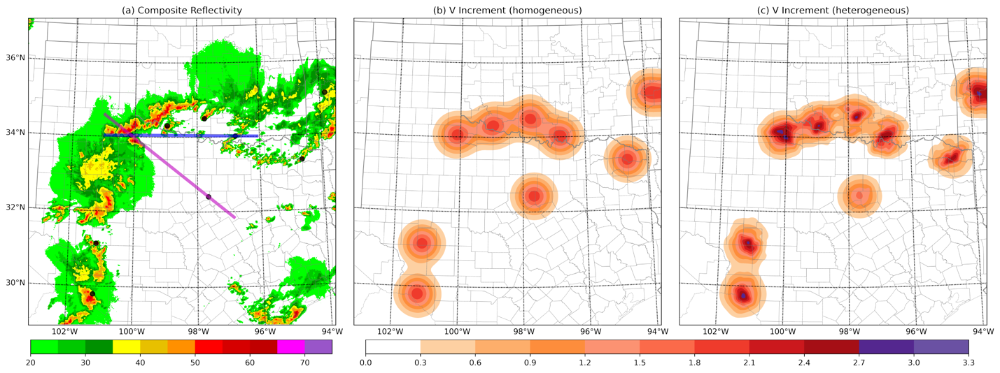 (a) Composite Reflectivity
(b) V Increment (homogeneous)
(c) V Increment (heterogeneous)
36°N
34°N
32°N
30°N
102°W 100°W 98°W 96°W 94°W
102°W 100°W 98°W 96°W 94°W
102°W 100°W 98°W 96°W 94°W
20 30 40 50 60 70
0.0 0.3 0.6 0.9 1.2 1.5 1.8 2.1 2.4 2.7 3.0 3.3